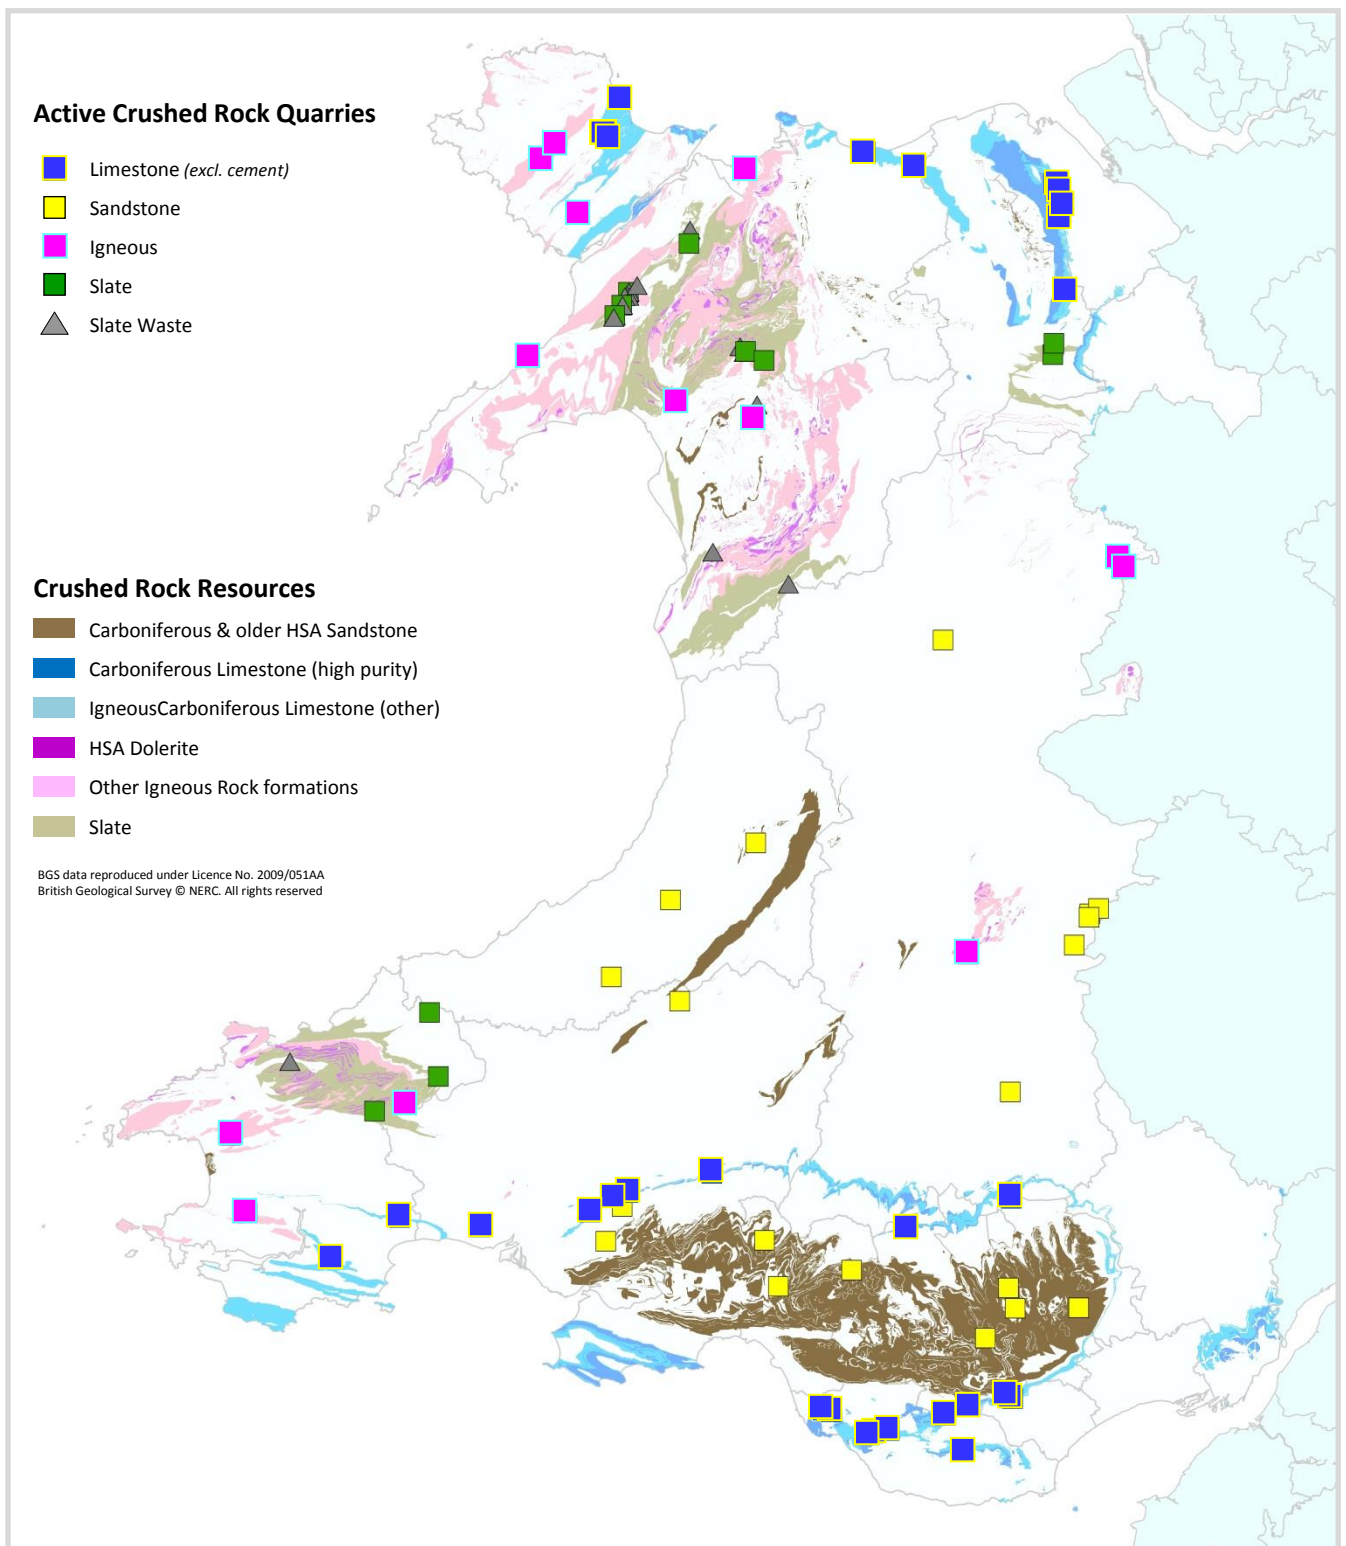 Active Crushed Rock Quarries
Limestone (excl. cement)
Sandstone
Igneous
Slate
Slate Waste
Crushed Rock Resources
Carboniferous & older HSA Sandstone
Carboniferous Limestone (high purity)
IgneousCarboniferous Limestone (other)
HSA Dolerite
Other Igneous Rock formations
Slate
BGS data reproduced under Licence No. 2009/051AA
British Geological Survey © NERC. All rights reserved